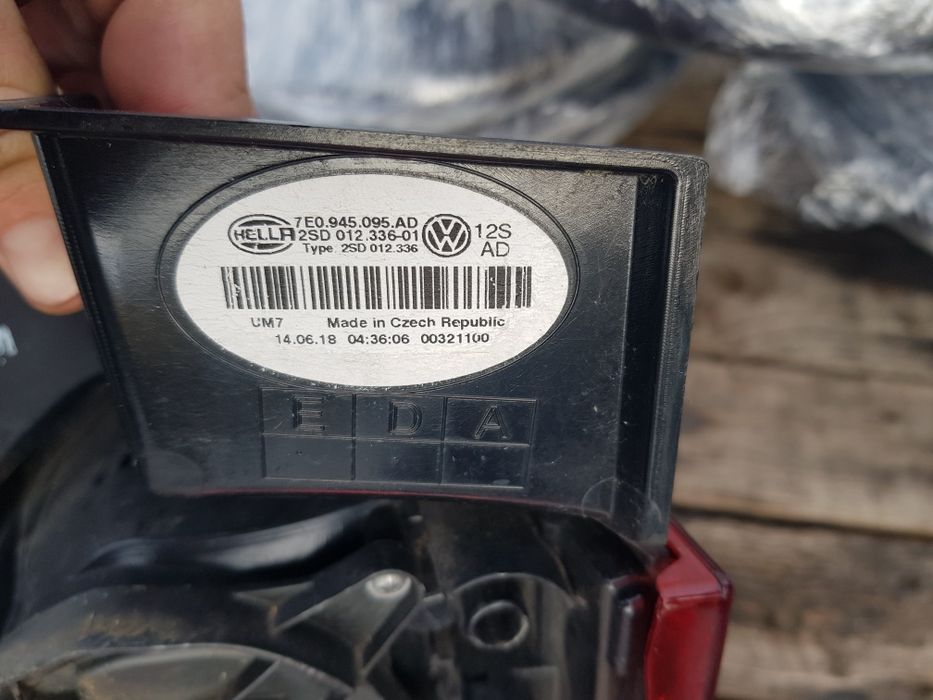 7E0.945.095.AD
HELLA 2SD 012.336-01 12S
Type 2SD 012.336 AD
UM7 Made in Czech Republic
14.06.18 04:36:06 00321100
E D A